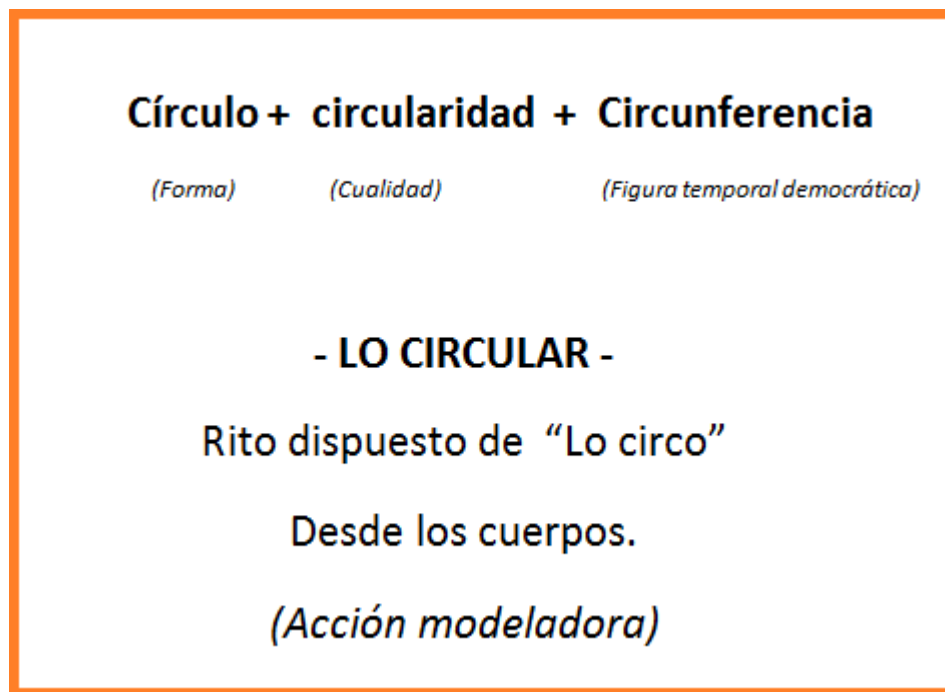 Círculo + circularidad + Circunferencia
(Forma) (Cualidad) (Figura temporal democrática)
- LO CIRCULAR -
Rito dispuesto de “Lo circo”
Desde los cuerpos.
(Acción modeladora)